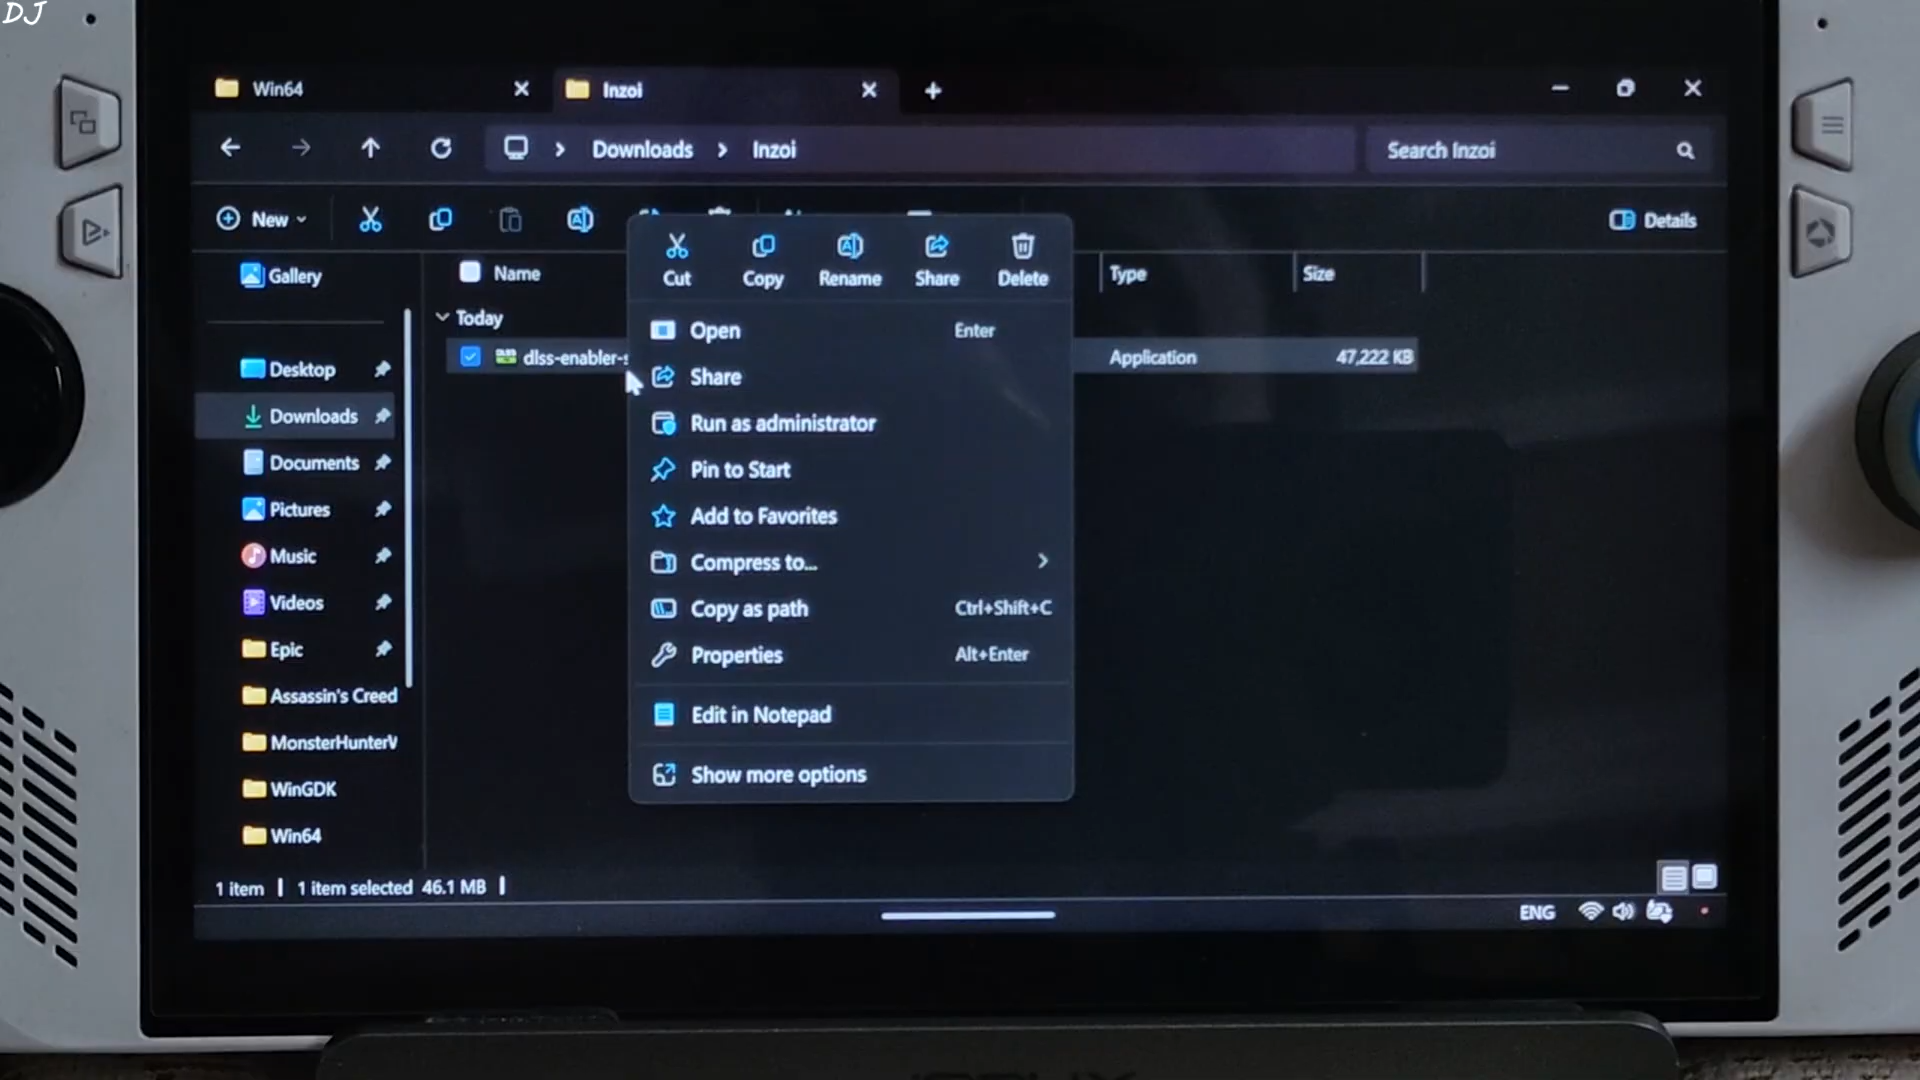 DJ
Win64
Inzoi
Downloads > Inzoi
Search Inzoi
New
Details
Cut
Copy
Rename
Share
Delete
Gallery
Name
Type
Size
Today
Open Enter
dlss-enabler-s
Application
47,222 KB
Desktop
Share
Downloads
Run as administrator
Documents
Pin to Start
Pictures
Add to Favorites
Music
Compress to...
Videos
Copy as path Ctrl+Shift+C
Epic
Properties Alt+Enter
Assassin's Creed
Edit in Notepad
MonsterHunterV
Show more options
WinGDK
Win64
1 item | 1 item selected 46.1 MB |
ENG